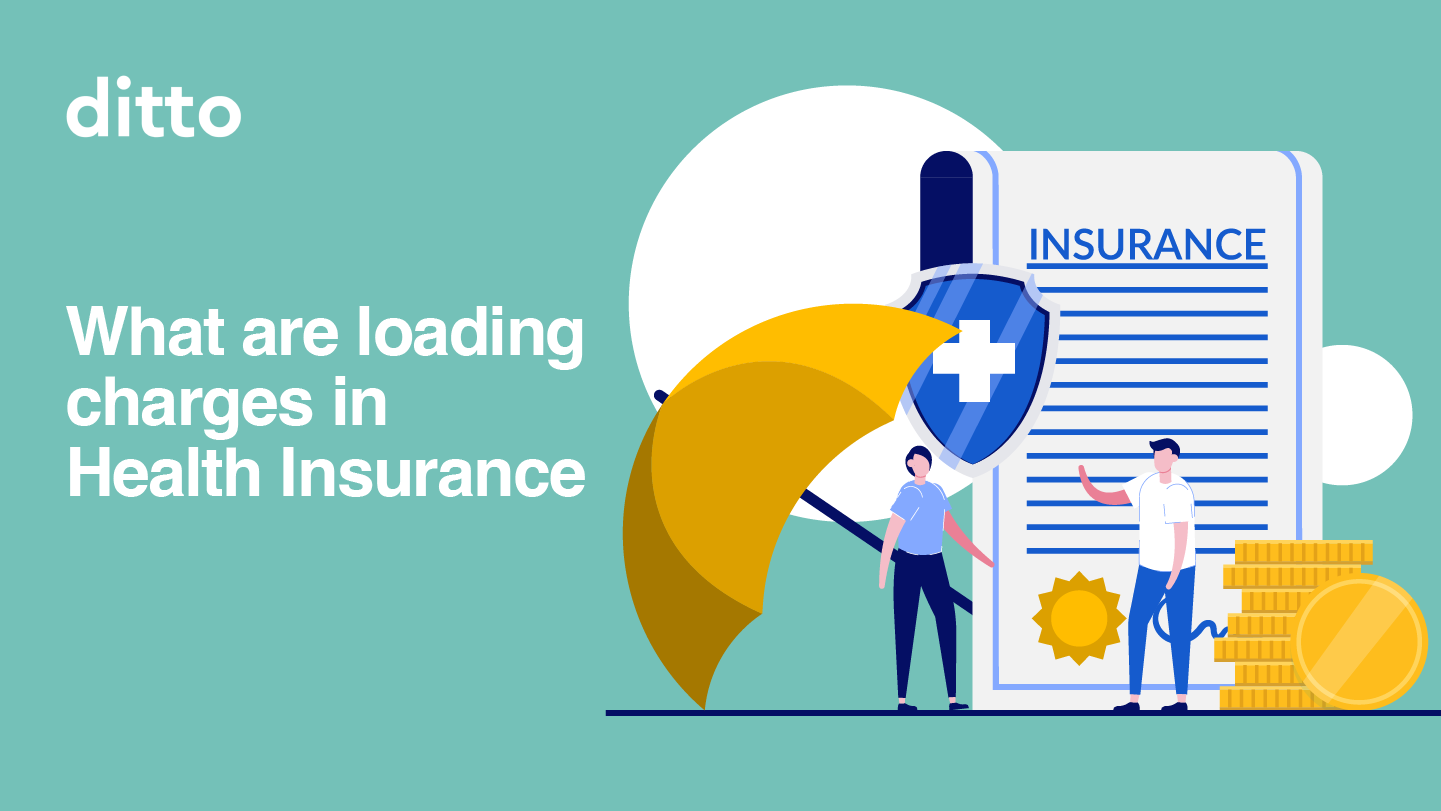 ditto
What are loading
charges in
Health Insurance
INSURANCE